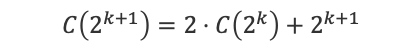 C(2^{k+1}) = 2 · C(2^k) + 2^{k+1}